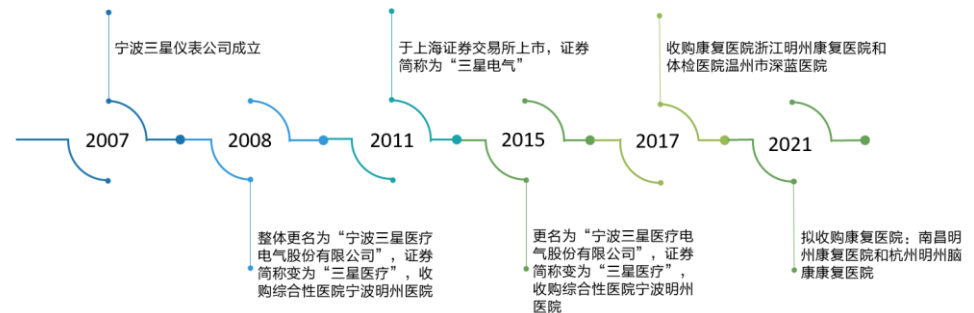 宁波三星仪表公司成立
于上海证券交易所上市，证券
简称为“三星电气”
收购康复医院浙江明州康复医院和
体检医院温州市深蓝医院
2007
2008
2011
2015
2017
2021
整体更名为“宁波三星医疗
电气股份有限公司”，证券
简称变为“三星医疗”，收
购综合性医院宁波明州医院
更名为“宁波三星医疗电
气股份有限公司”，证券
简称变为“三星医疗”，
收购综合性医院宁波明州
医院
拟收购康复医院：南昌明
州康复医院和杭州明州脑
康康复医院